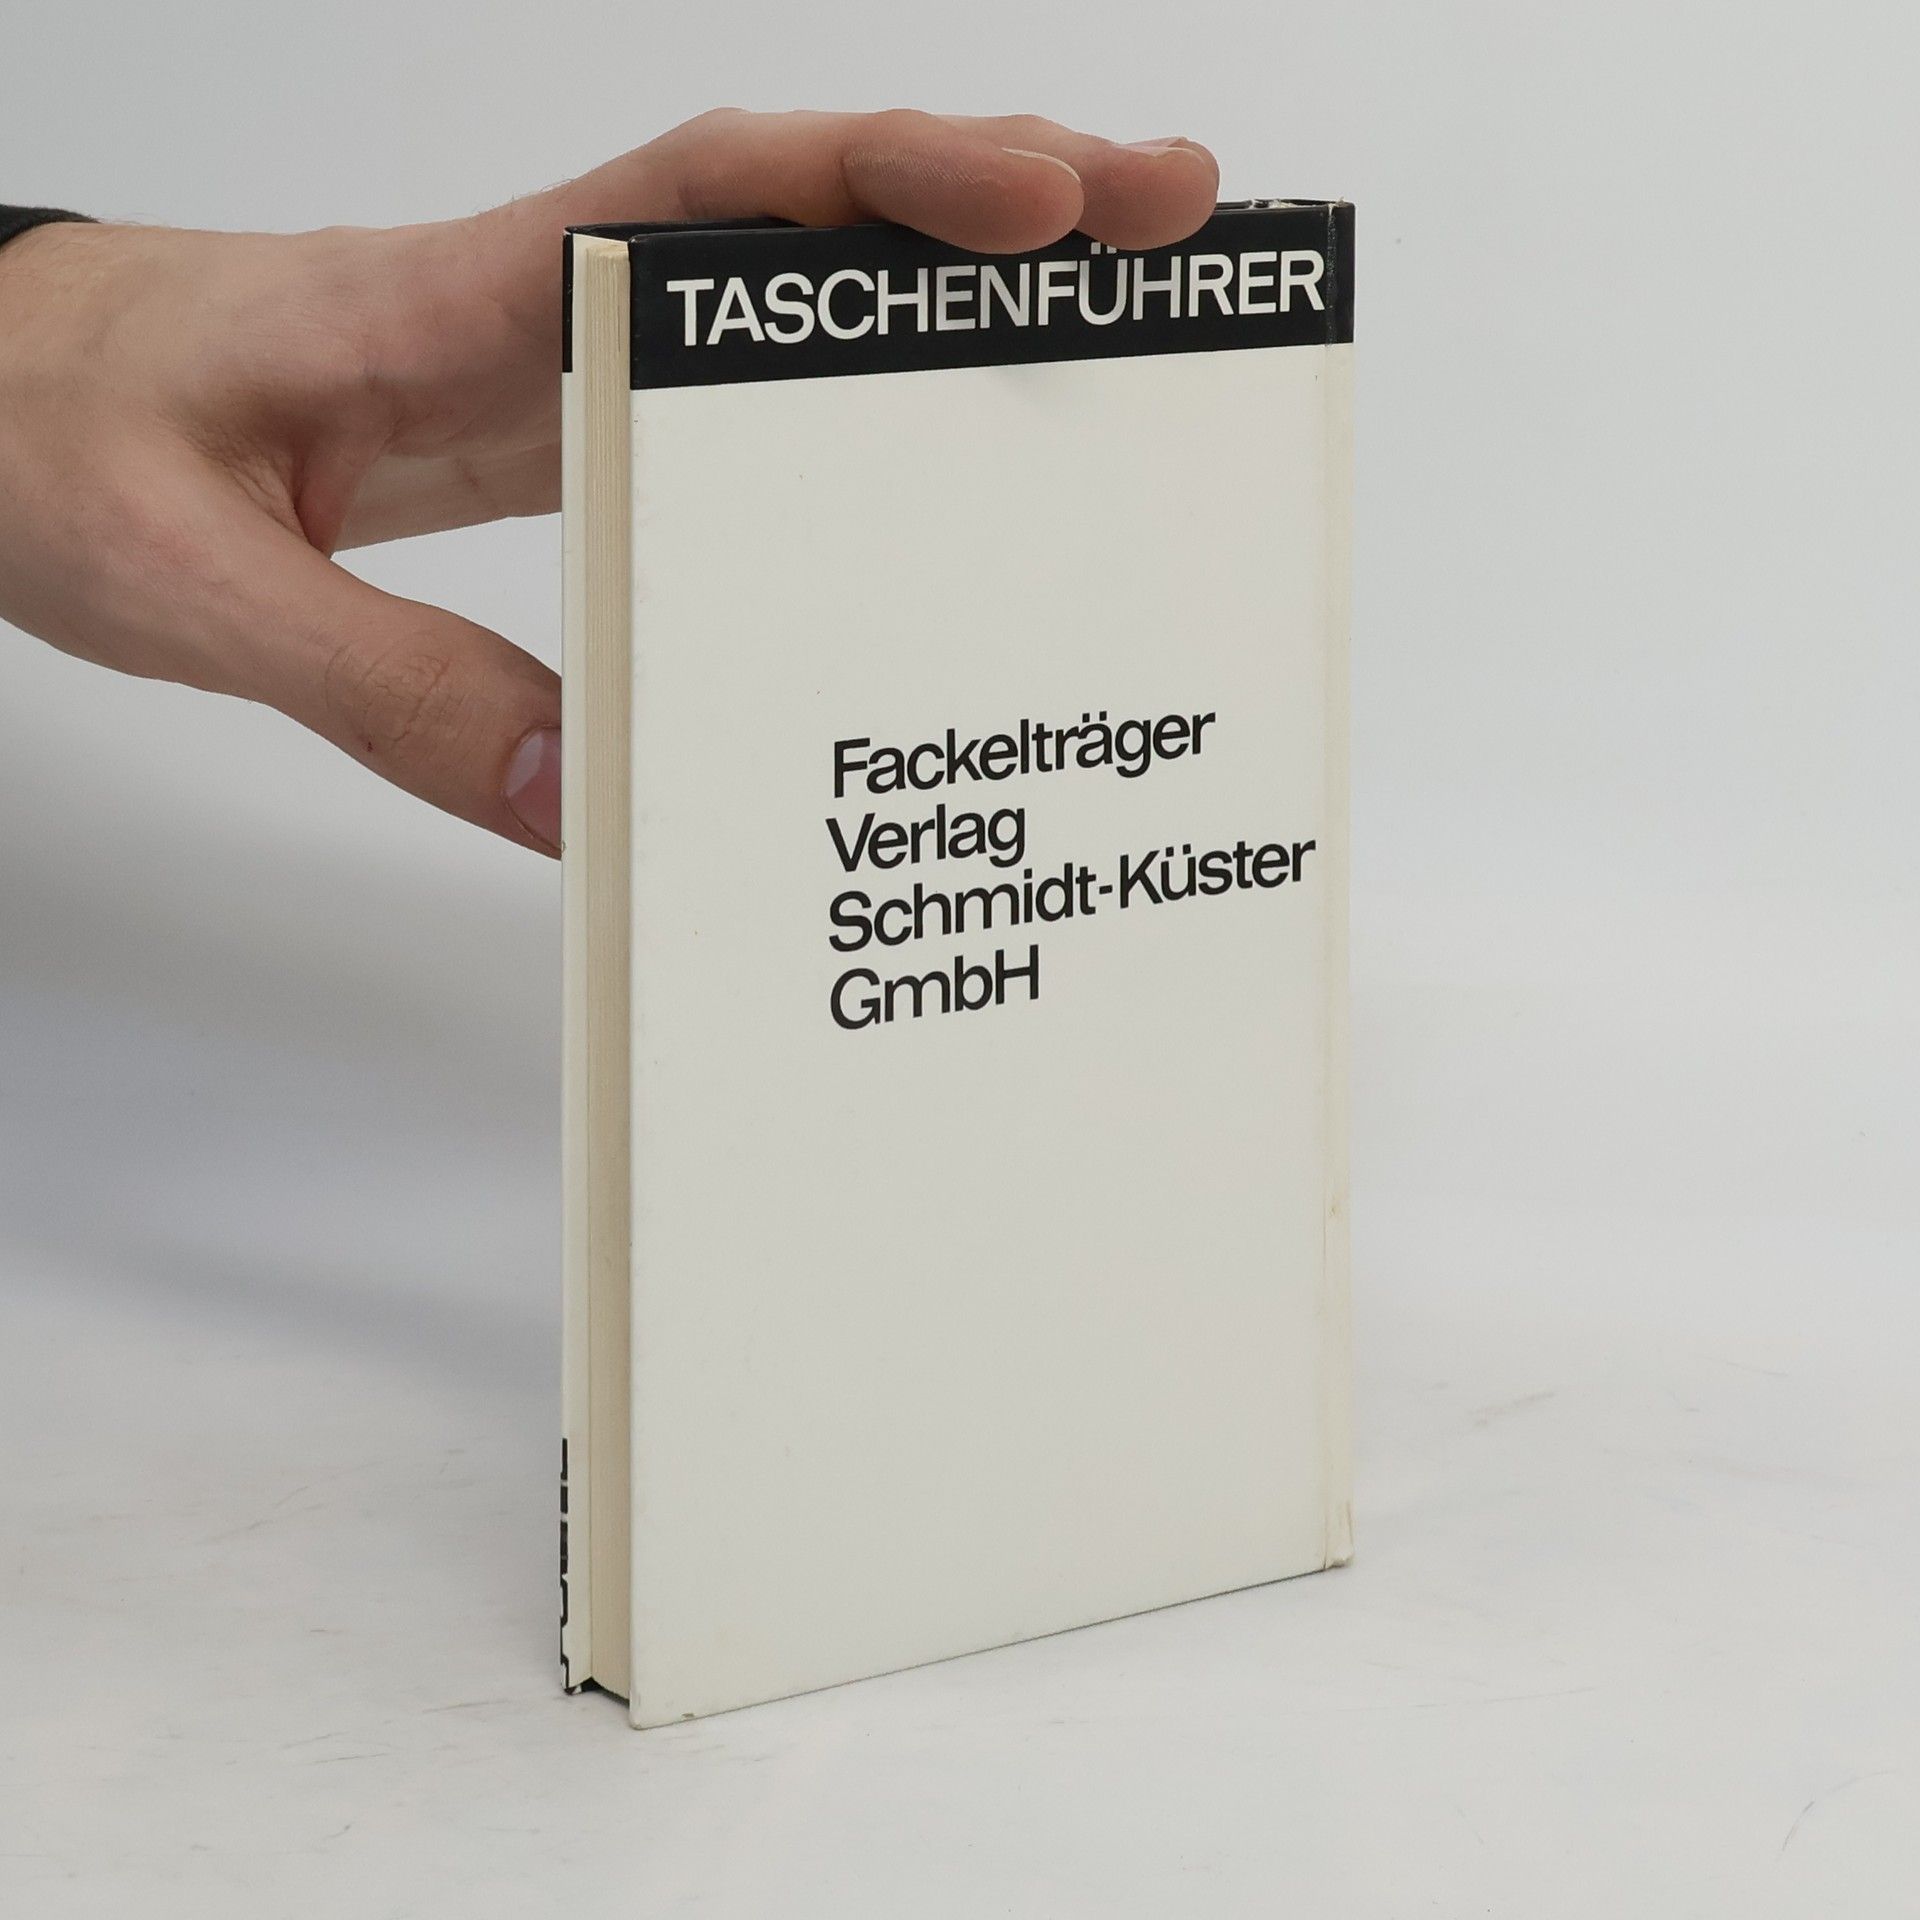 TASCHENFÜHRER
Fackelträger
Verlag
Schmidt-Küster
GmbH